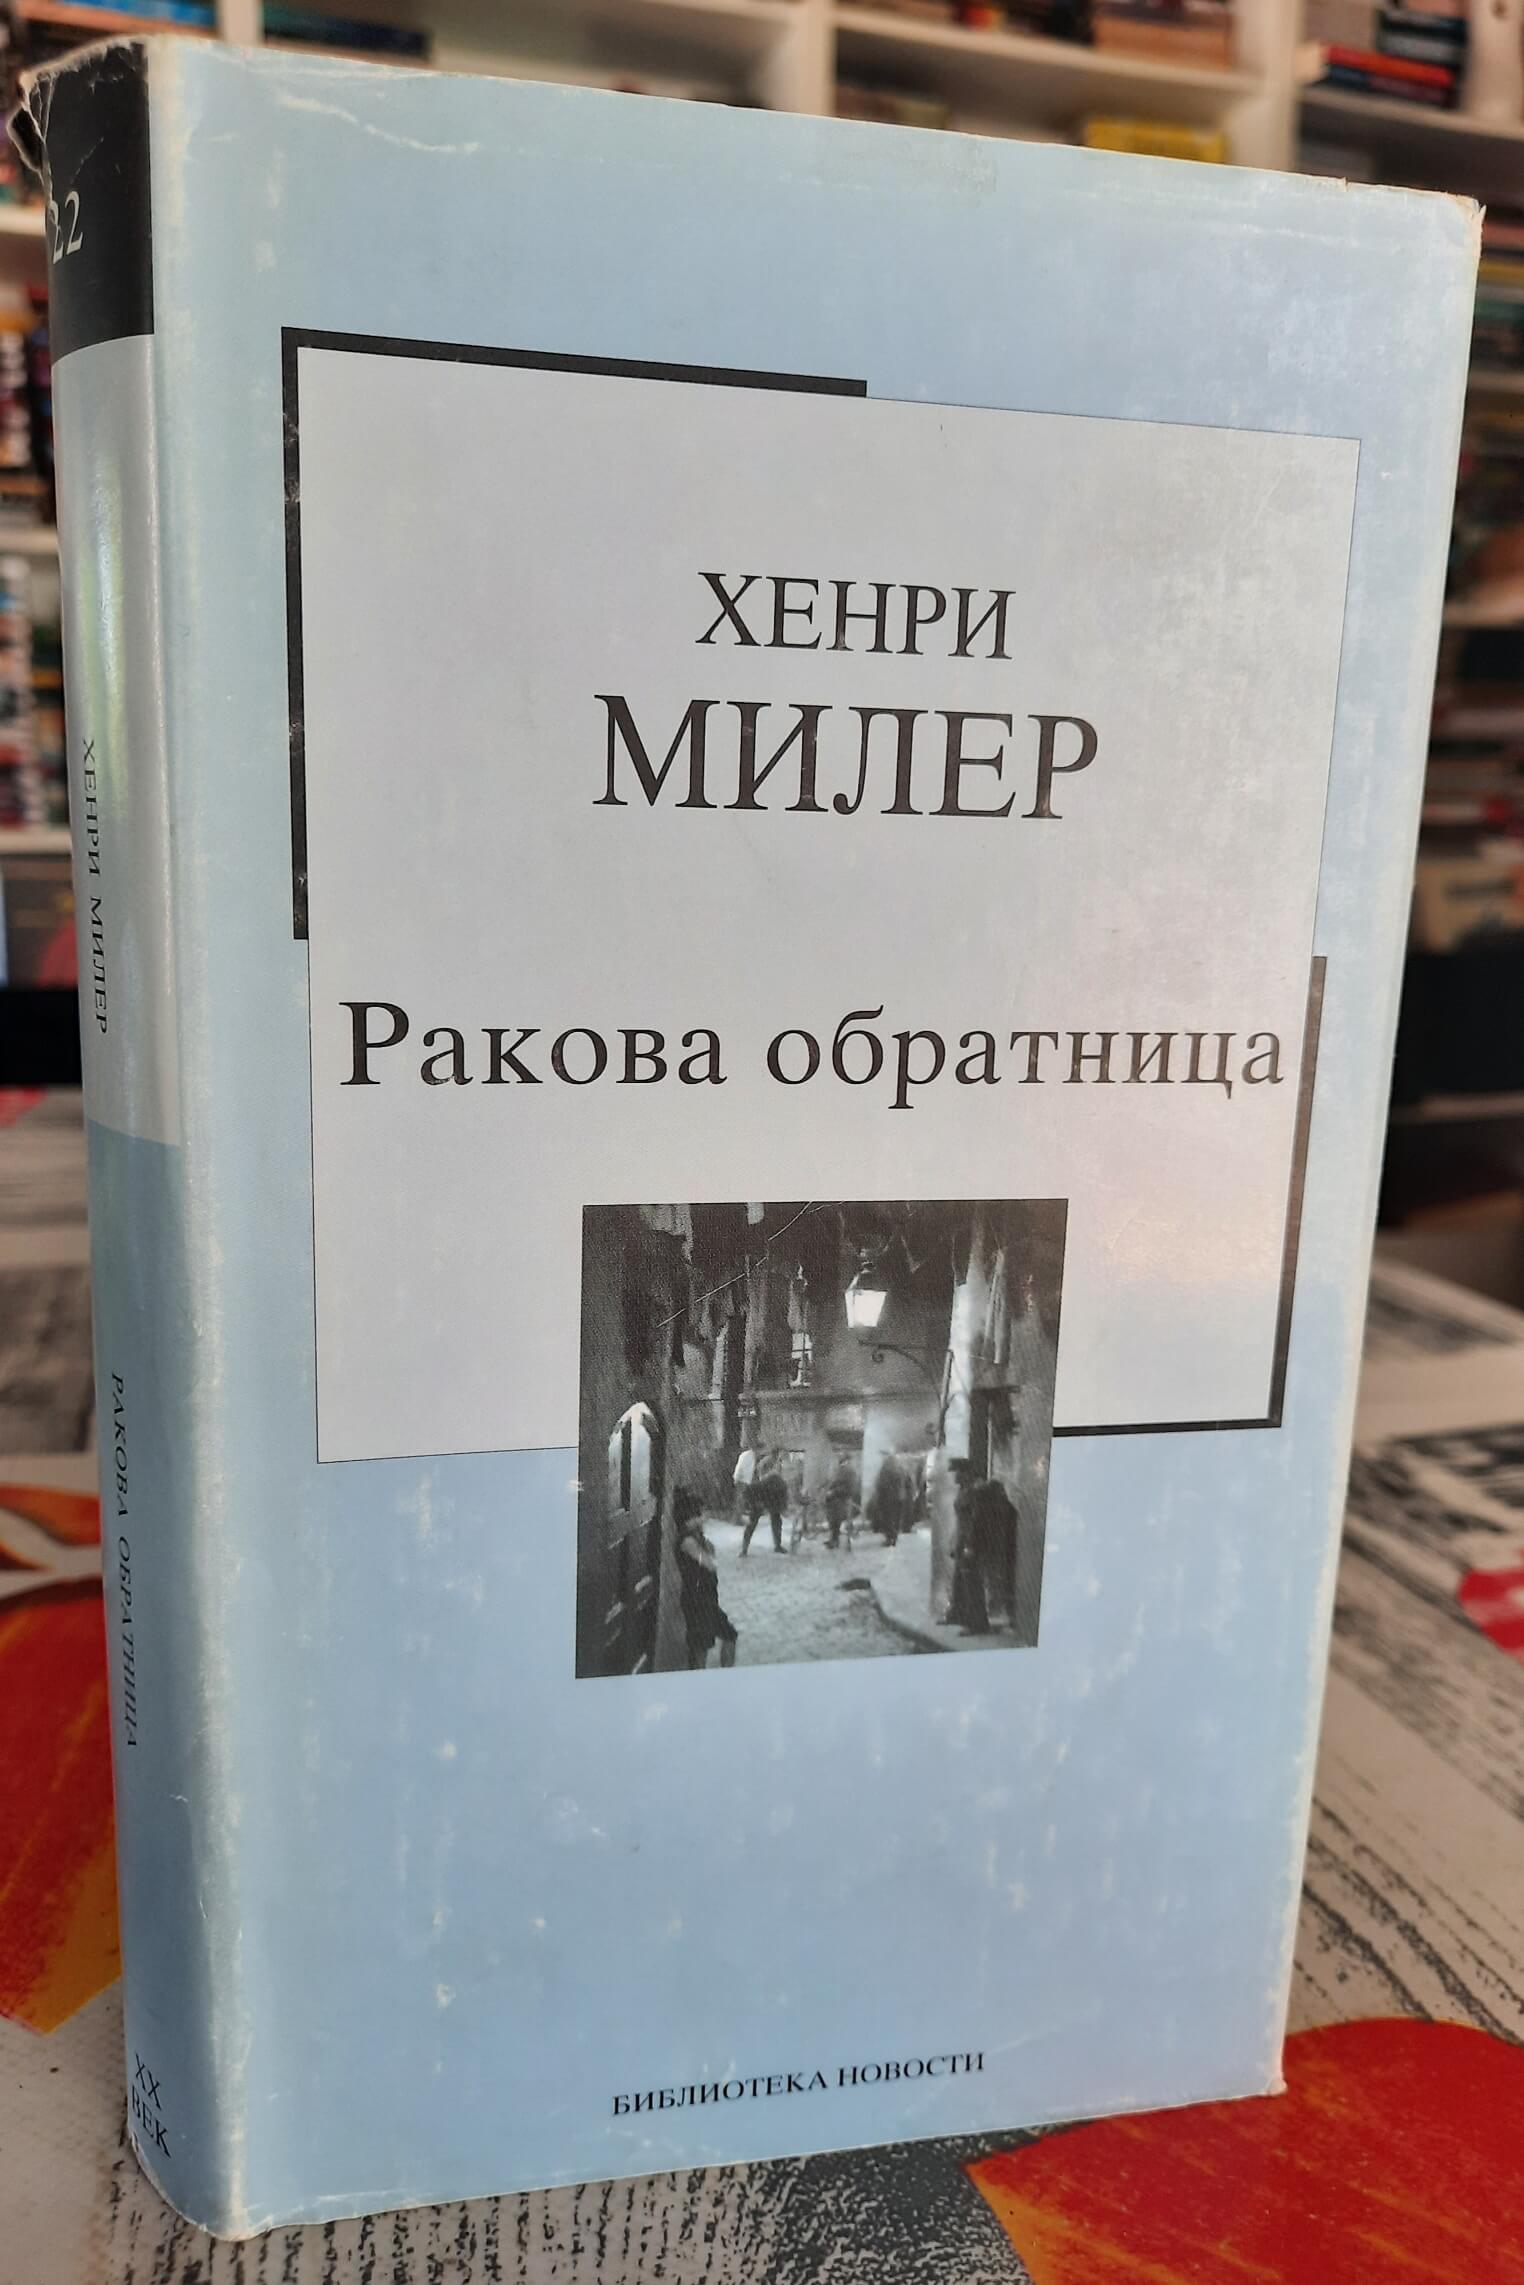 22
ХЕНРИ МИЛЕР
РАКОВА ОБРАТНИЦА
XX
ВЕК
ХЕНРИ
МИЛЕР
Ракова обратница
БИБЛИОТЕКА НОВОСТИ